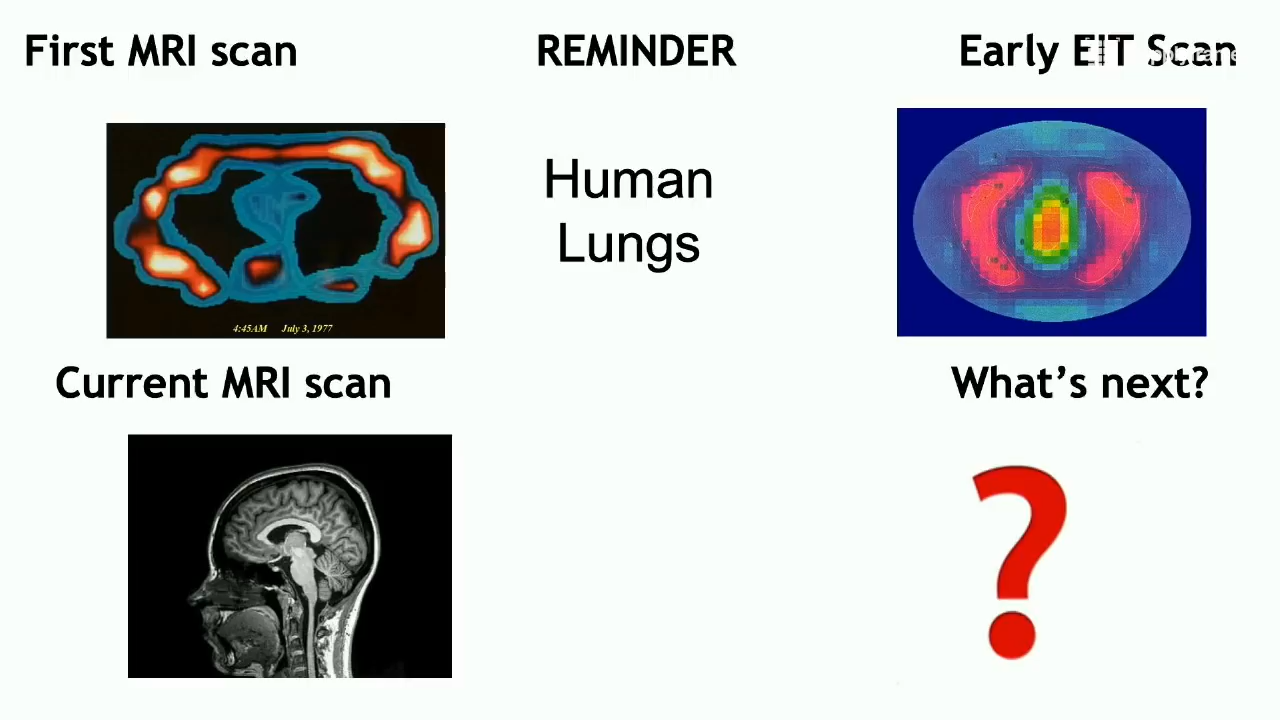 First MRI scan
REMINDER
Early EIT Scan
Human
Lungs
4:45AM July 3, 1977
Current MRI scan
What's next?
?